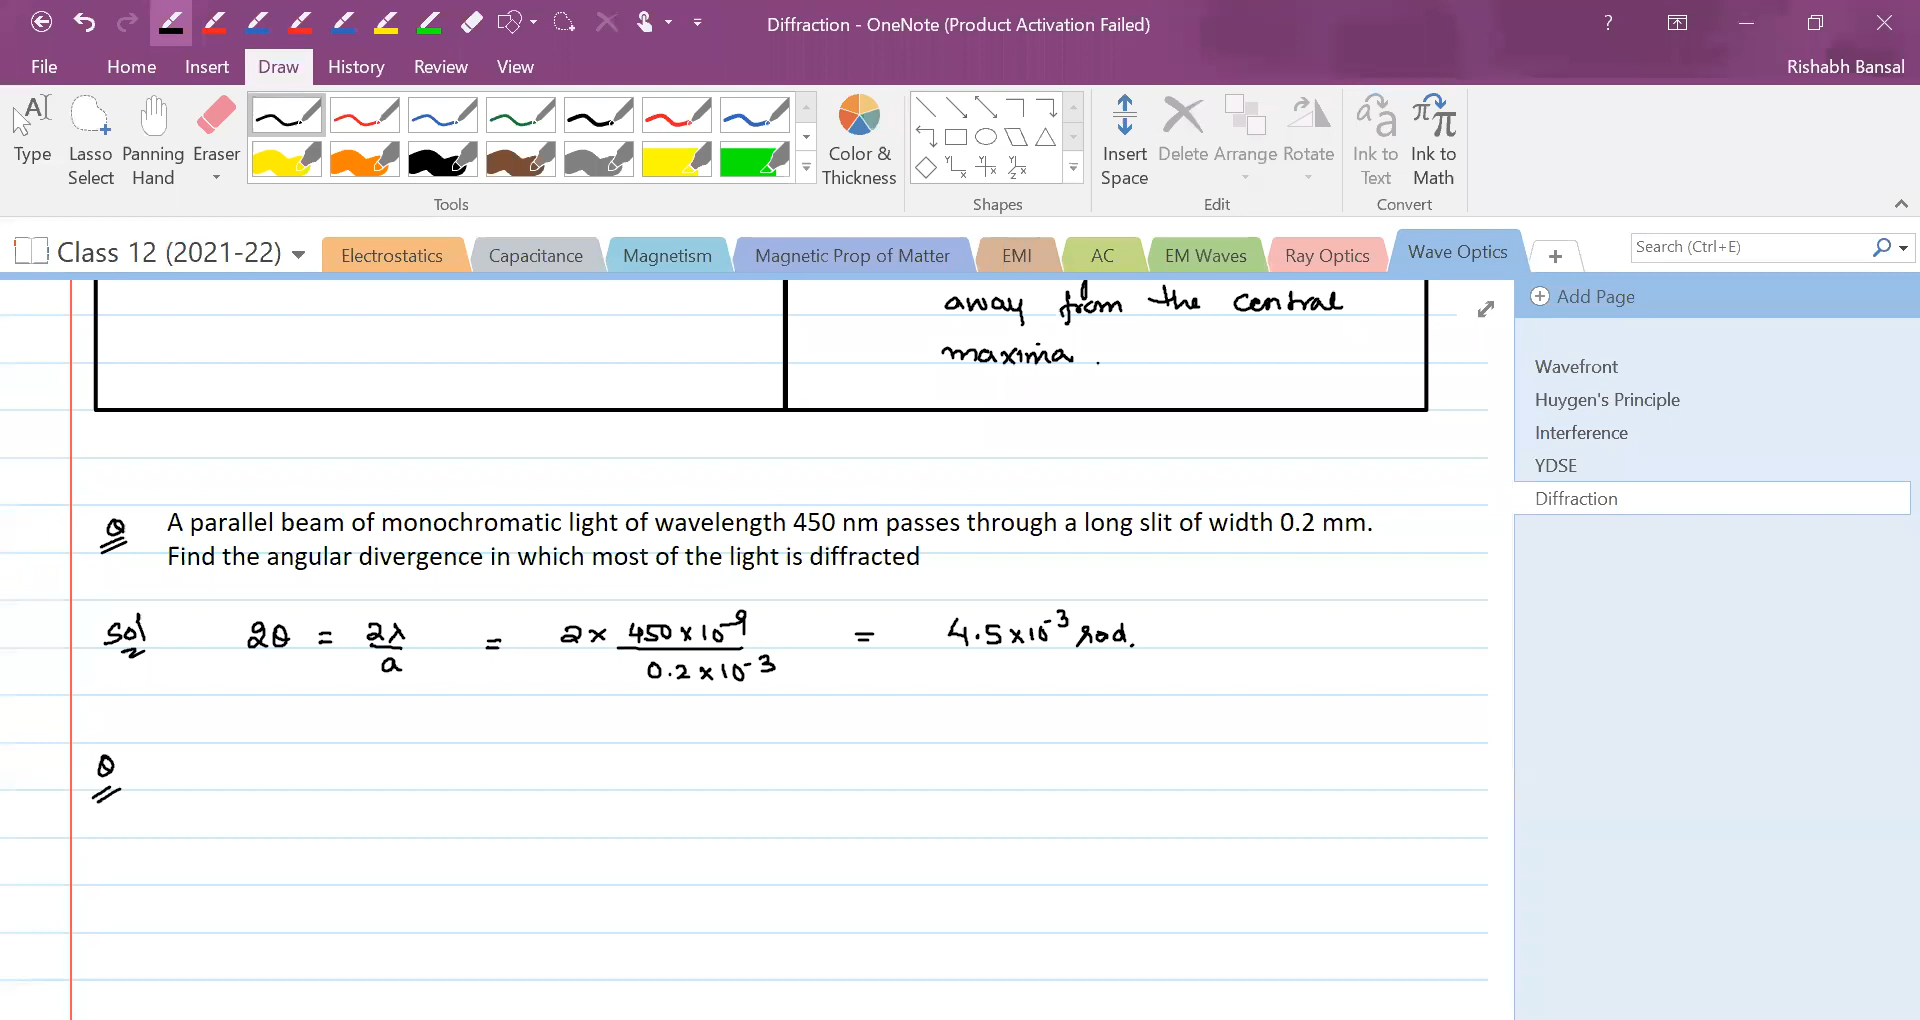 Diffraction - OneNote (Product Activation Failed)
?
File Home Insert Draw History Review View
Rishabh Bansal
Type
Lasso Select
Panning Hand
Eraser
Color & Thickness
Insert Space
Delete
Arrange
Rotate
Ink to Text
Ink to Math
Tools
Shapes
Edit
Convert
Class 12 (2021-22)
Electrostatics
Capacitance
Magnetism
Magnetic Prop of Matter
EMI
AC
EM Waves
Ray Optics
Wave Optics
Search (Ctrl+E)
Add Page
Wavefront
Huygen's Principle
Interference
YDSE
Diffraction
away from the central
maxima .
Q A parallel beam of monochromatic light of wavelength 450 nm passes through a long slit of width 0.2 mm.
Find the angular divergence in which most of the light is diffracted
Sol 2θ = 2λ/a = 2 × 450×10⁻⁹/0.2×10⁻³ = 4.5×10⁻³ rad.
Q